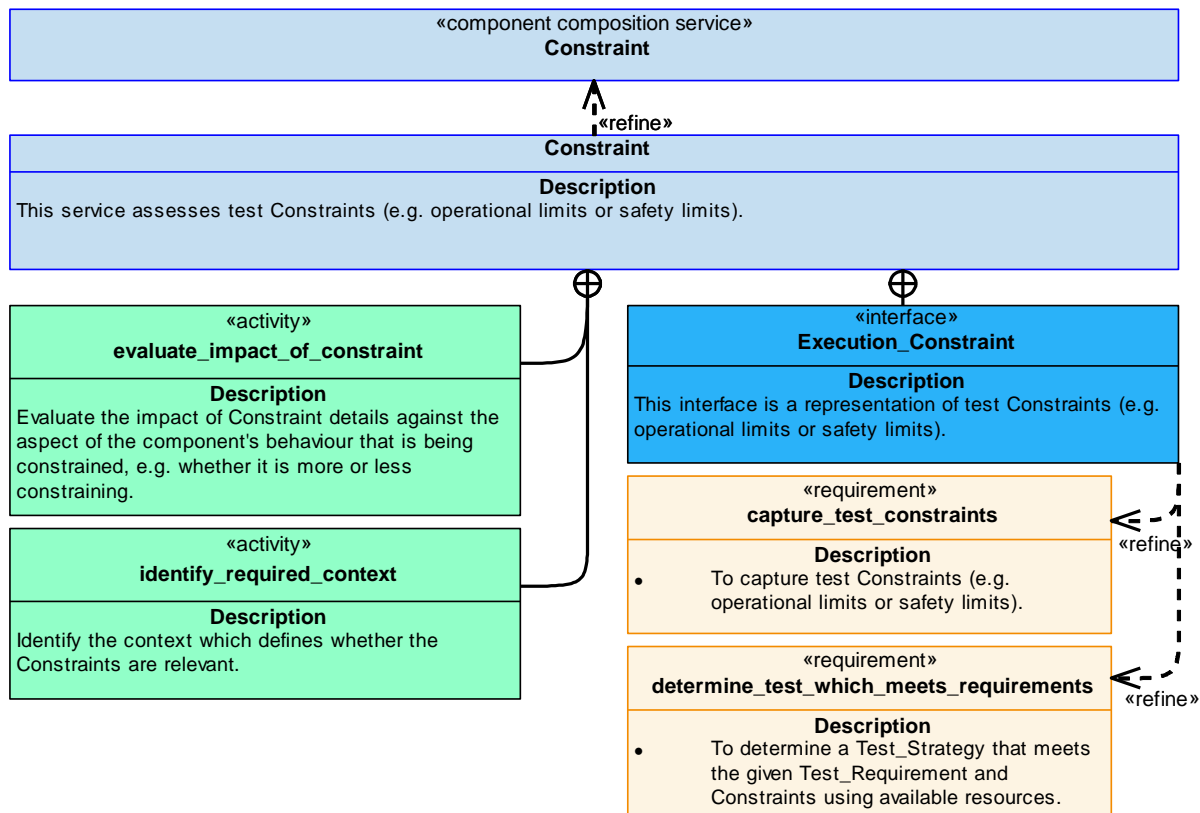 «component composition service»
Constraint
«refine»
Constraint
Description
This service assesses test Constraints (e.g. operational limits or safety limits).
«activity»
evaluate_impact_of_constraint
Description
Evaluate the impact of Constraint details against the
aspect of the component's behaviour that is being
constrained, e.g. whether it is more or less
constraining.
«activity»
identify_required_context
Description
Identify the context which defines whether the
Constraints are relevant.
«interface»
Execution_Constraint
Description
This interface is a representation of test Constraints (e.g.
operational limits or safety limits).
«requirement»
capture_test_constraints
«refine»
Description
• To capture test Constraints (e.g.
operational limits or safety limits).
«requirement»
determine_test_which_meets_requirements
«refine»
Description
• To determine a Test_Strategy that meets
the given Test_Requirement and
Constraints using available resources.